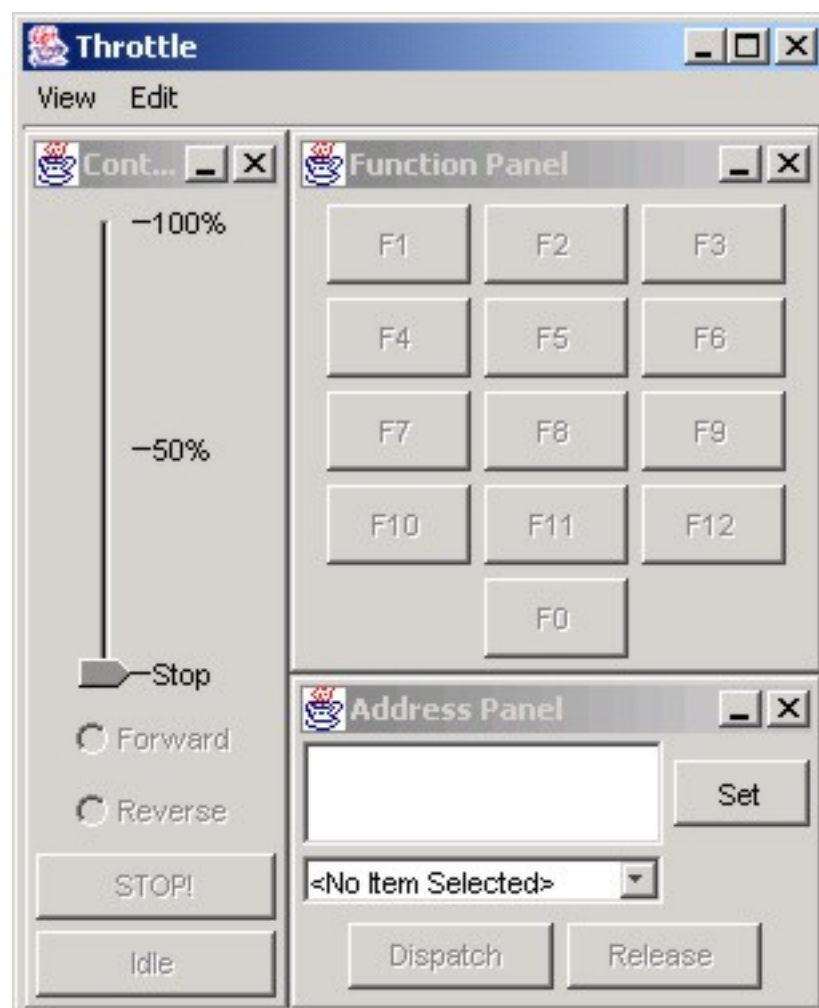 Throttle
View Edit
Cont...
–100%
–50%
–Stop
Forward
Reverse
STOP!
Idle
Function Panel
F1 F2 F3
F4 F5 F6
F7 F8 F9
F10 F11 F12
F0
Address Panel
Set
<No Item Selected>
Dispatch Release